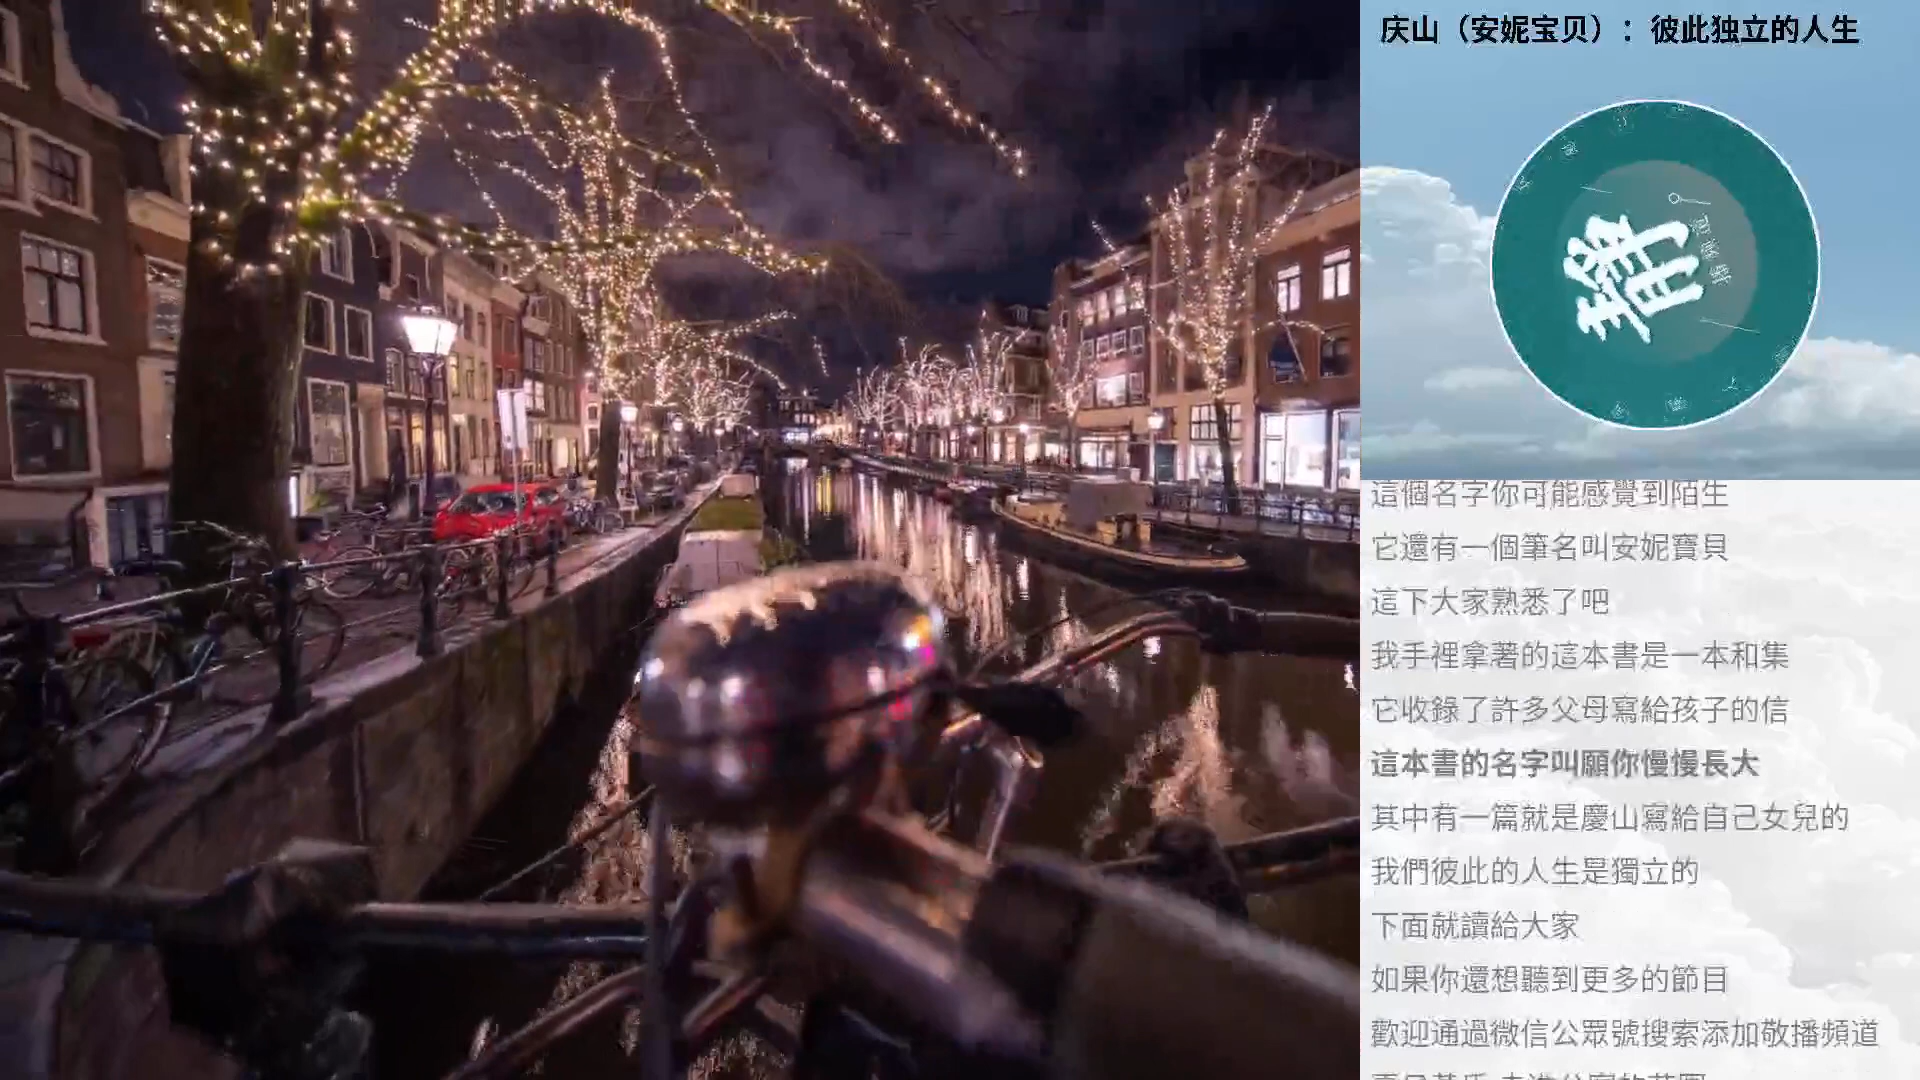 庆山（安妮宝贝）：彼此独立的人生
靜
這個名字你可能感覺到陌生
它還有一個筆名叫安妮寶貝
這下大家熟悉了吧
我手裡拿著的這本書是一本和集
它收錄了許多父母寫給孩子的信
這本書的名字叫願你慢慢長大
其中有一篇就是慶山寫給自己女兒的
我們彼此的人生是獨立的
下面就讀給大家
如果你還想聽到更多的節目
歡迎通過微信公眾號搜索添加敬播頻道